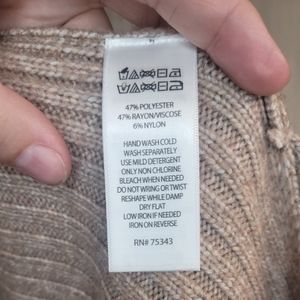 47% POLYESTER
47% RAYON/VISCOSE
6% NYLON
HAND WASH COLD
WASH SEPARATELY
USE MILD DETERGENT
ONLY NON CHLORINE
BLEACH WHEN NEEDED
DO NOT WRING OR TWIST
RESHAPE WHILE DAMP
DRY FLAT
LOW IRON IF NEEDED
IRON ON REVERSE
RN# 75343